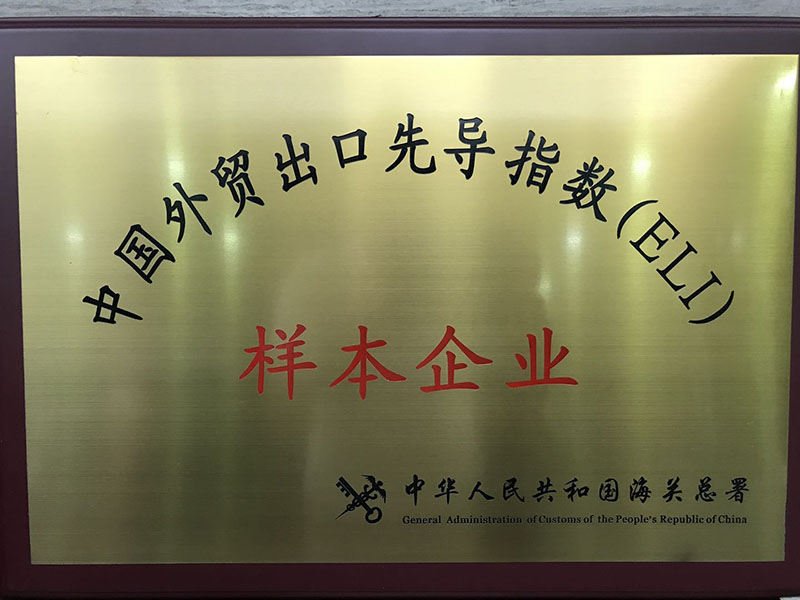 中国外贸出口先导指数(ELI)
样本企业
中华人民共和国海关总署
General Administration of Customs of the People's Republic of China